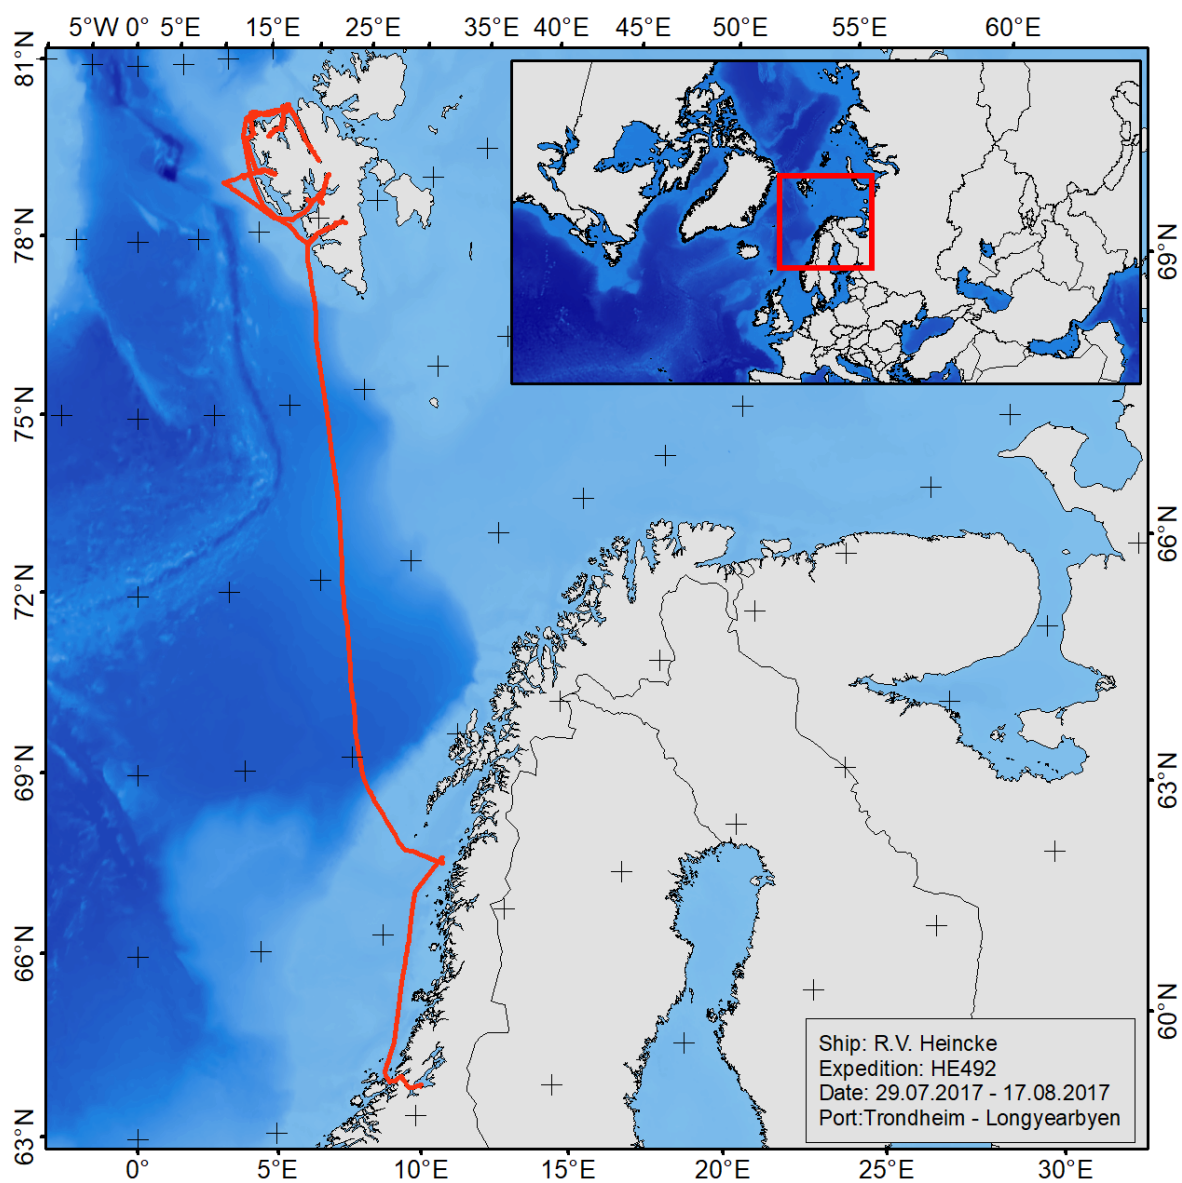 5°W 0° 5°E 15°E 25°E 35°E 40°E 45°E 50°E 55°E 60°E
81°N
78°N
69°N
75°N
66°N
72°N
69°N
63°N
66°N
60°N
Ship: R.V. Heincke
Expedition: HE492
Date: 29.07.2017 - 17.08.2017
Port:Trondheim - Longyearbyen
63°N
0° 5°E 10°E 15°E 20°E 25°E 30°E